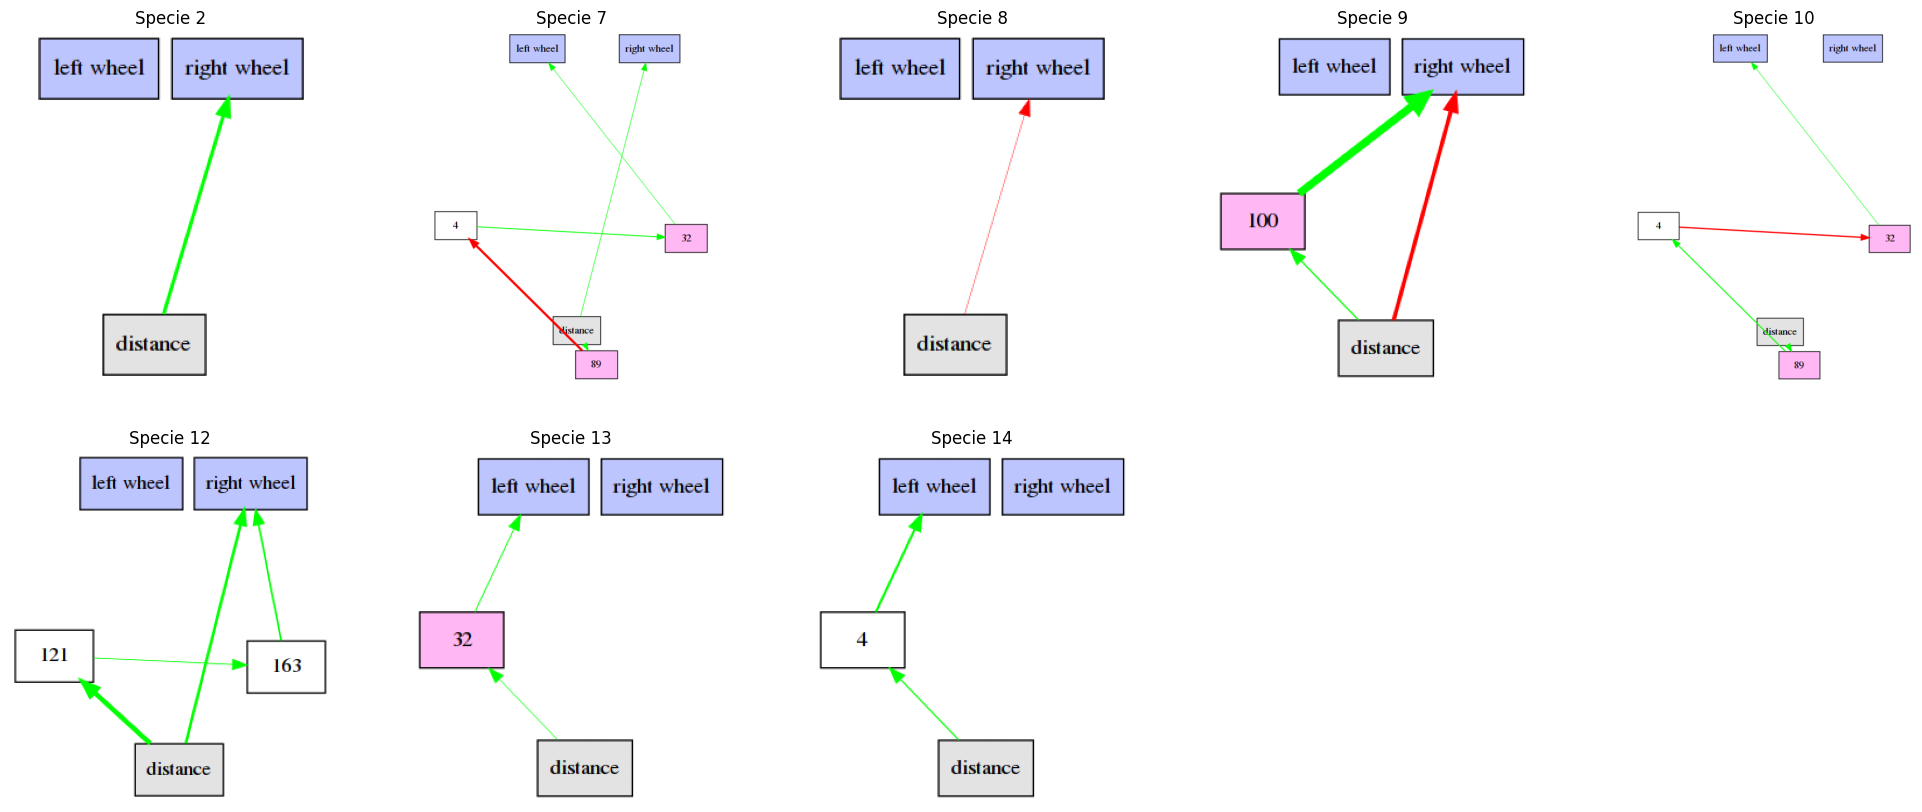 Specie 2
left wheel
right wheel
distance
Specie 7
left wheel
right wheel
4
32
distance
89
Specie 8
left wheel
right wheel
distance
Specie 9
left wheel
right wheel
100
distance
Specie 10
left wheel
right wheel
4
32
distance
89
Specie 12
left wheel
right wheel
121
163
distance
Specie 13
left wheel
right wheel
32
distance
Specie 14
left wheel
right wheel
4
distance